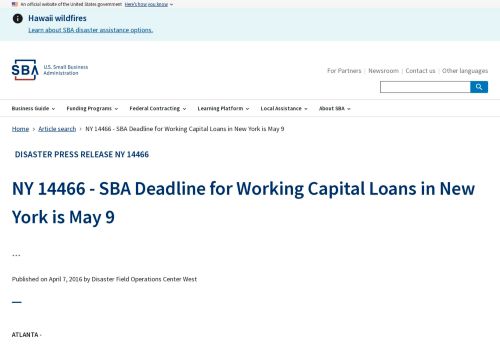 An official website of the United States government Here's how you know
Hawaii wildfires
Learn about SBA disaster assistance options.
SBA U.S. Small Business
Administration
For Partners Newsroom Contact us Other languages
Business Guide Funding Programs Federal Contracting Learning Platform Local Assistance About SBA
Home > Article search > NY 14466 - SBA Deadline for Working Capital Loans in New York is May 9
DISASTER PRESS RELEASE NY 14466
NY 14466 - SBA Deadline for Working Capital Loans in New
York is May 9
...
Published on April 7, 2016 by Disaster Field Operations Center West
ATLANTA -